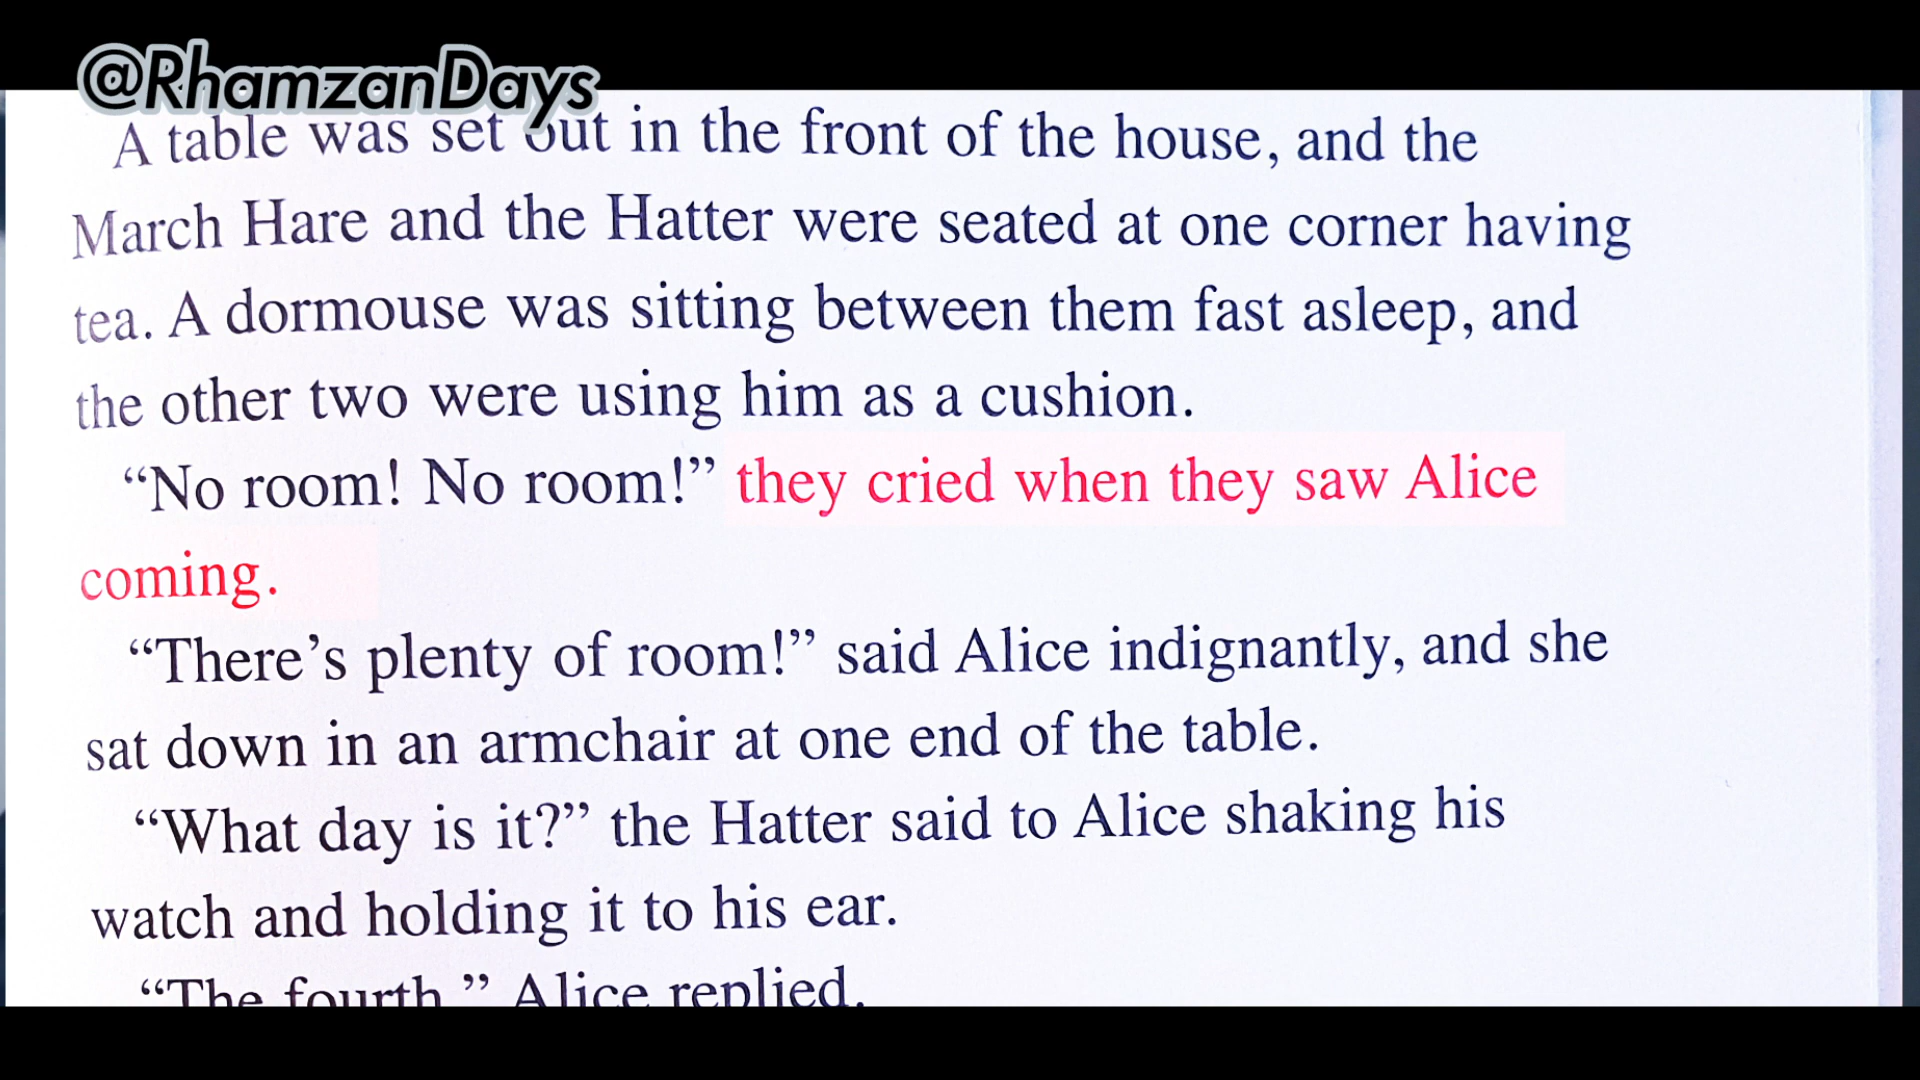 @RhamzanDays
A table was set out in the front of the house, and the
March Hare and the Hatter were seated at one corner having
tea. A dormouse was sitting between them fast asleep, and
the other two were using him as a cushion.
“No room! No room!” they cried when they saw Alice
coming.
“There’s plenty of room!” said Alice indignantly, and she
sat down in an armchair at one end of the table.
“What day is it?” the Hatter said to Alice shaking his
watch and holding it to his ear.
“The fourth,” Alice replied.